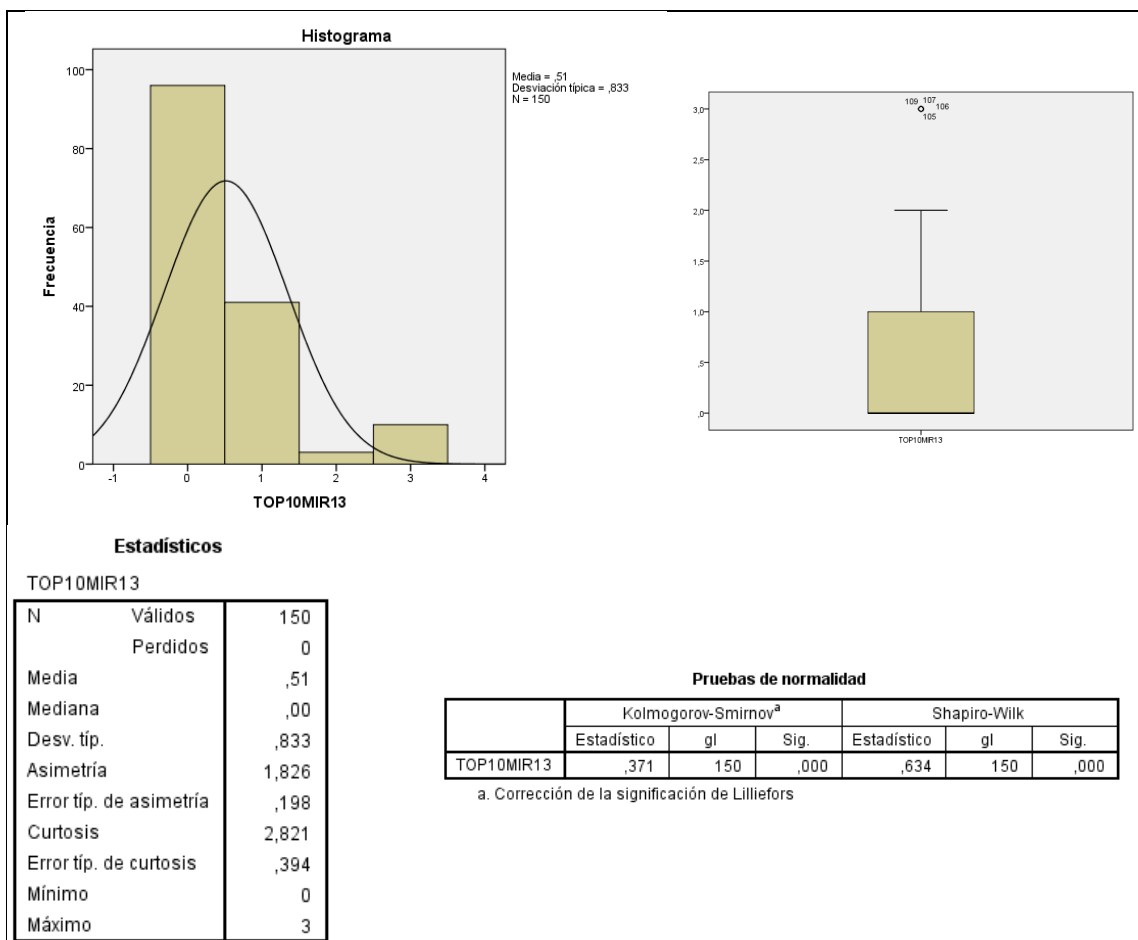 Histograma
Media = ,51
Desviación típica = ,833
N = 150
Frecuencia
100
80
60
40
20
0
-1 0 1 2 3 4
TOP10MIR13
109 107 106
105
3,0
2,5
2,0
1,5
1,0
,5
,0
TOP10MIR13
Estadísticos
TOP10MIR13
N Válidos 150
Perdidos 0
Media ,51
Mediana ,00
Desv. típ. ,833
Asimetría 1,826
Error típ. de asimetría ,198
Curtosis 2,821
Error típ. de curtosis ,394
Mínimo 0
Máximo 3
Pruebas de normalidad
Kolmogorov-Smirnovª Shapiro-Wilk
Estadístico gl Sig. Estadístico gl Sig.
TOP10MIR13 ,371 150 ,000 ,634 150 ,000
a. Corrección de la significación de Lilliefors